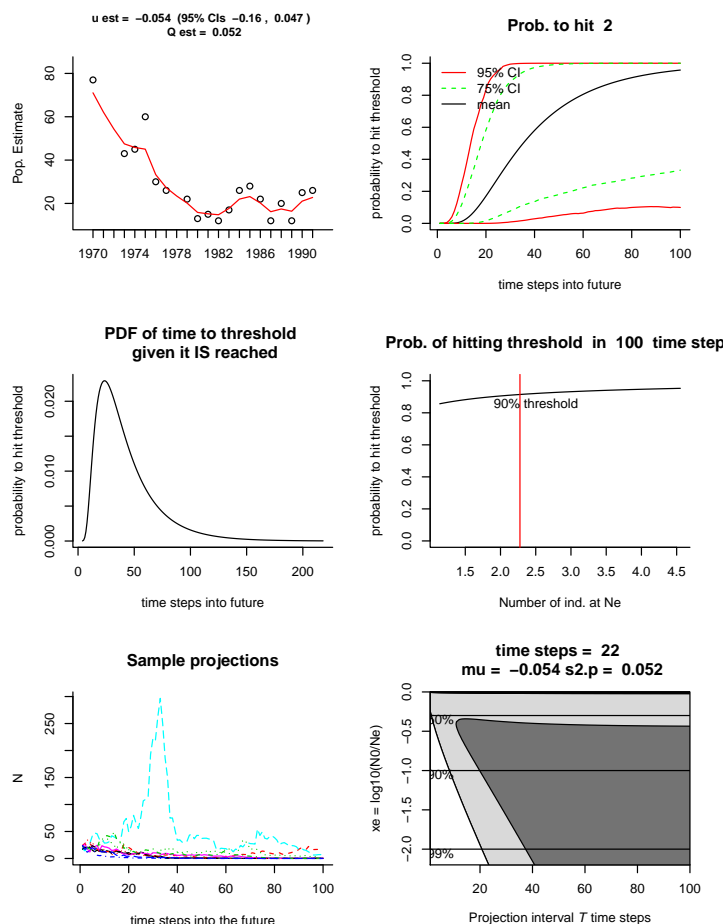 u est = −0.054 (95% CIs −0.16 , 0.047 )
Q est = 0.052
Pop. Estimate
80
60
40
20
1970 1974 1978 1982 1986 1990
Prob. to hit 2
probability to hit threshold
1.0
0.8
0.6
0.4
0.2
0.0
95% CI
75% CI
mean
0 20 40 60 80 100
time steps into future
PDF of time to threshold
given it IS reached
probability to hit threshold
0.020
0.010
0.000
0 50 100 150 200
time steps into future
Prob. of hitting threshold in 100 time step
probability to hit threshold
1.0
0.8
0.6
0.4
0.2
0.0
90% threshold
1.5 2.0 2.5 3.0 3.5 4.0 4.5
Number of ind. at Ne
Sample projections
N
250
150
50
0
0 20 40 60 80 100
time steps into the future
time steps = 22
mu = −0.054 s2.p = 0.052
xe = log10(N0/Ne)
0.0
−0.5
−1.0
−1.5
−2.0
90%
99%
20 40 60 80 100
Projection interval T time steps